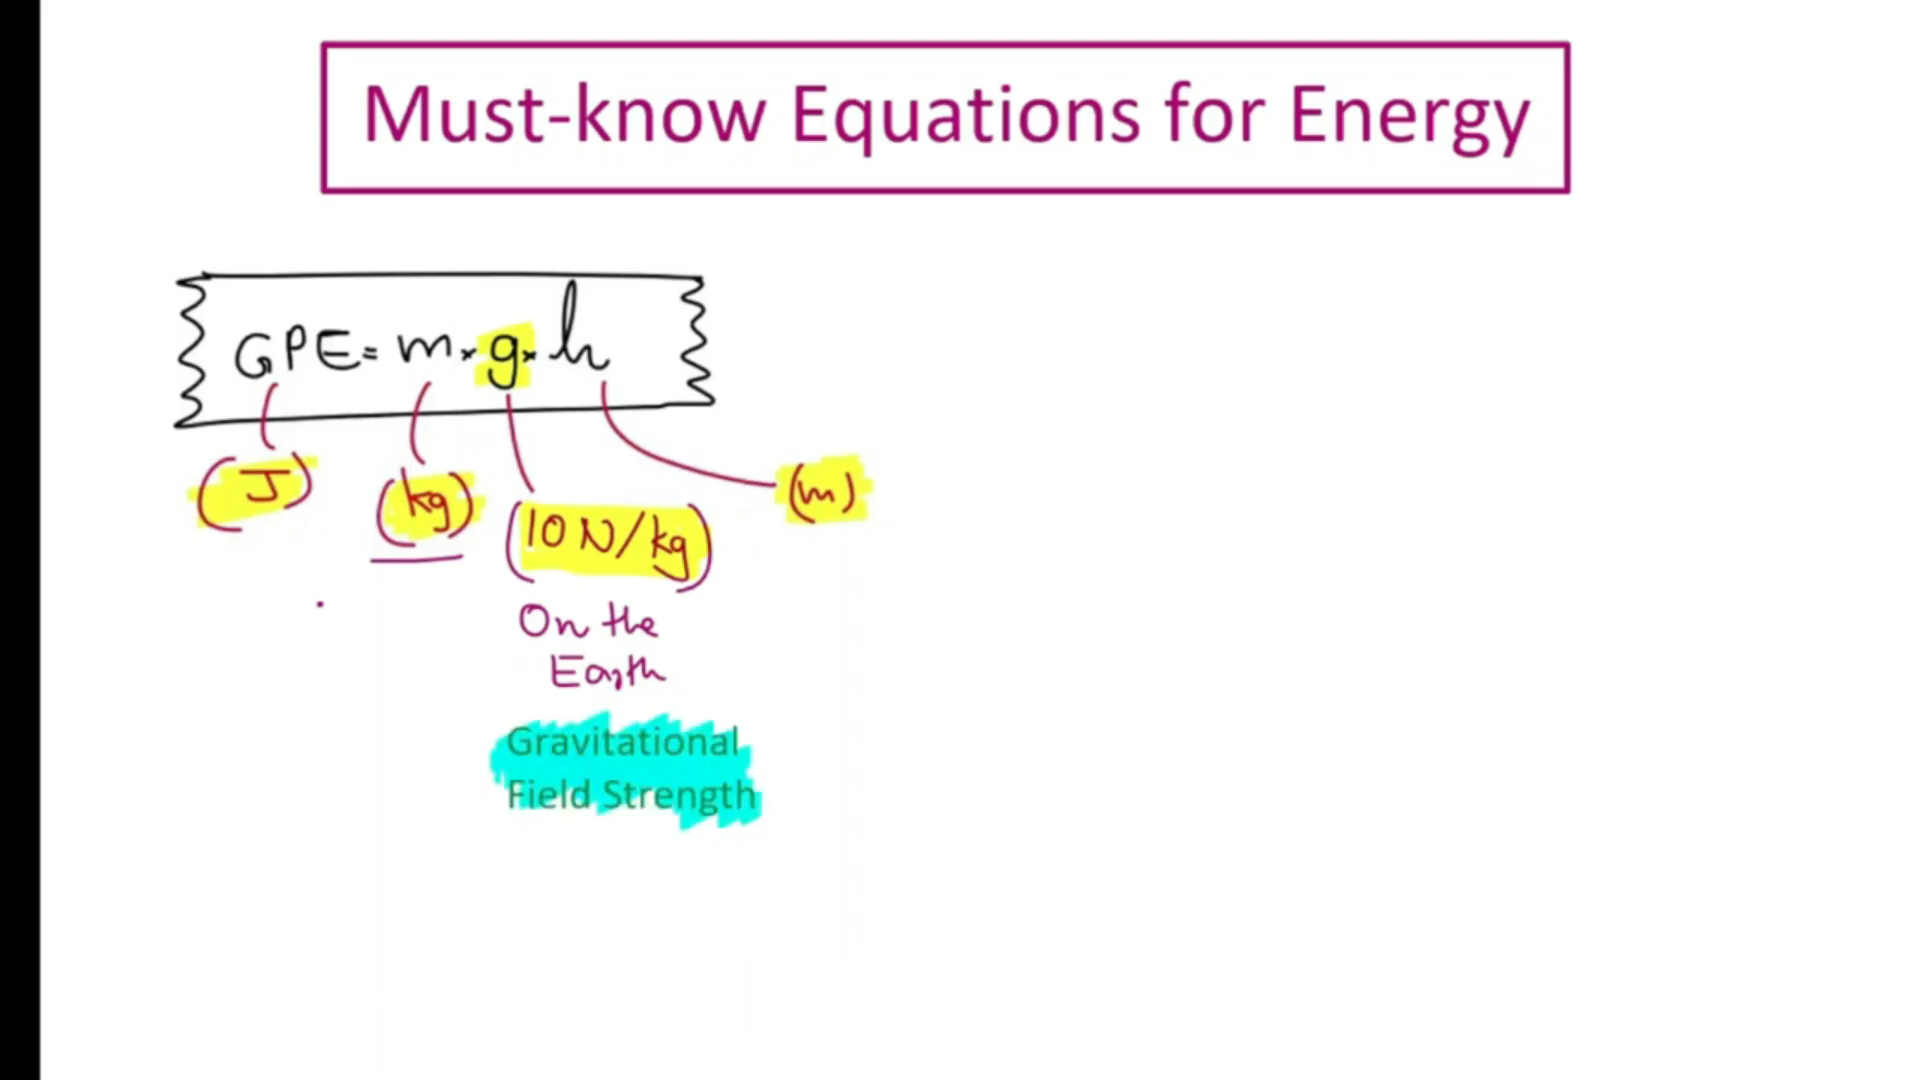 Must-know Equations for Energy
GPE = m × g × h
(J)
(kg)
(10 N/kg)
(m)
On the
Earth
Gravitational
Field Strength